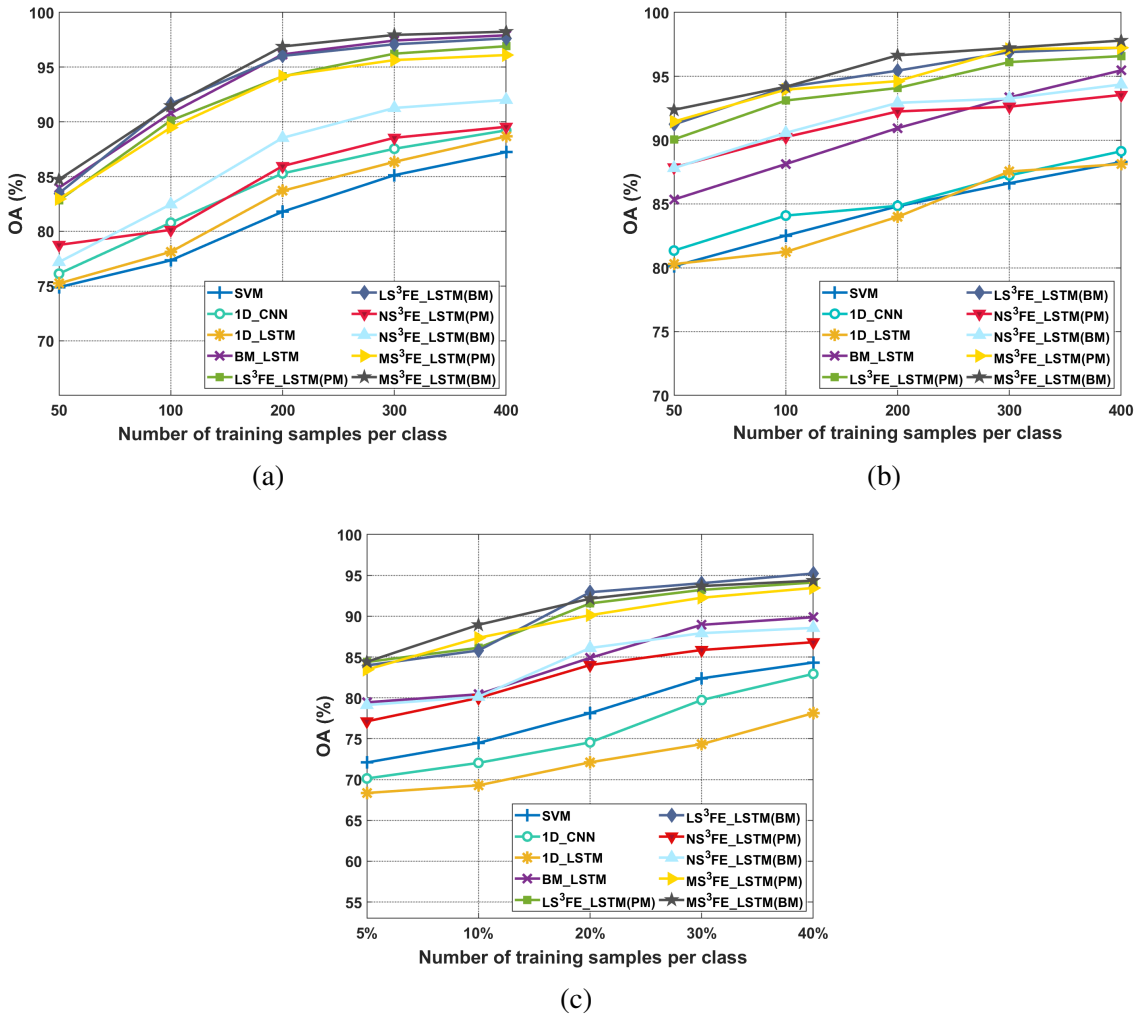 100
95
90
85
80
75
70
OA (%)
50 100 200 300 400
Number of training samples per class
SVM
1D_CNN
1D_LSTM
BM_LSTM
LS³FE_LSTM(PM)
LS³FE_LSTM(BM)
NS³FE_LSTM(PM)
NS³FE_LSTM(BM)
MS³FE_LSTM(PM)
MS³FE_LSTM(BM)
(a)
100
95
90
85
80
75
70
OA (%)
50 100 200 300 400
Number of training samples per class
SVM
1D_CNN
1D_LSTM
BM_LSTM
LS³FE_LSTM(PM)
LS³FE_LSTM(BM)
NS³FE_LSTM(PM)
NS³FE_LSTM(BM)
MS³FE_LSTM(PM)
MS³FE_LSTM(BM)
(b)
100
95
90
85
80
75
70
65
60
55
OA (%)
5% 10% 20% 30% 40%
Number of training samples per class
SVM
1D_CNN
1D_LSTM
BM_LSTM
LS³FE_LSTM(PM)
LS³FE_LSTM(BM)
NS³FE_LSTM(PM)
NS³FE_LSTM(BM)
MS³FE_LSTM(PM)
MS³FE_LSTM(BM)
(c)